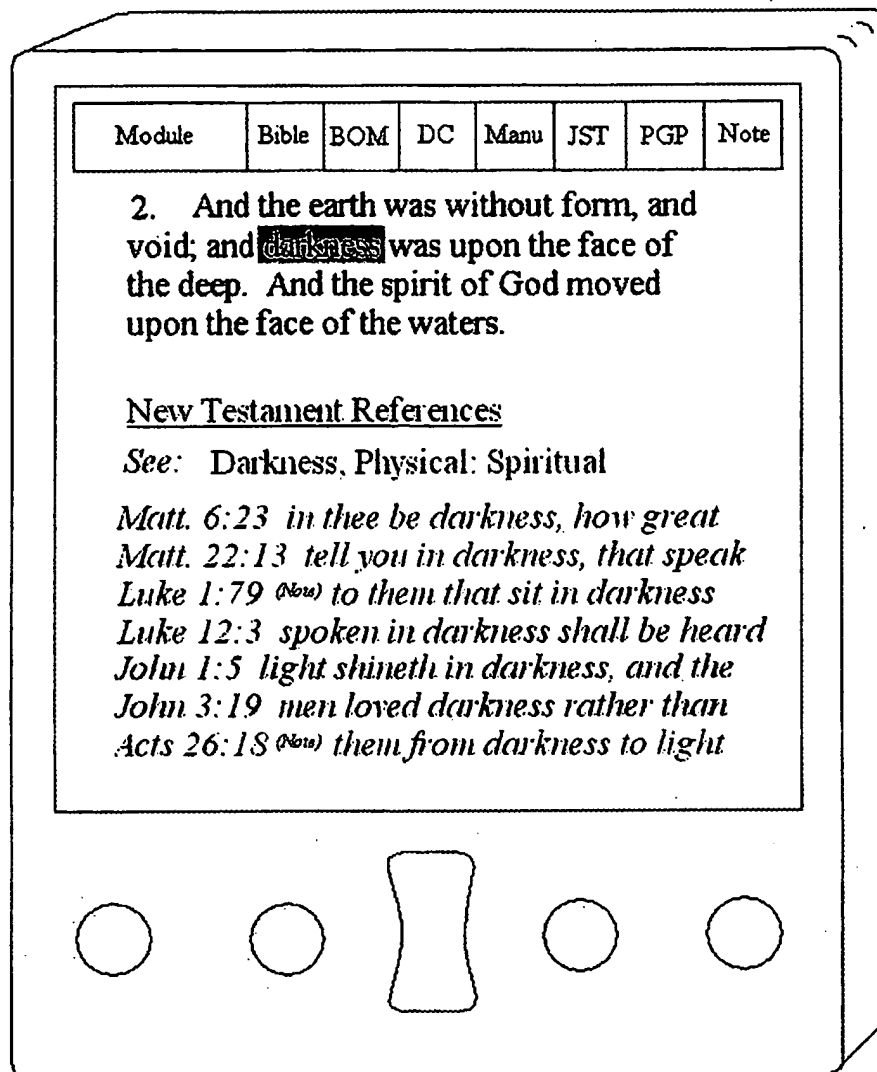 Module Bible BOM DC Manu JST PGP Note
2. And the earth was without form, and
void; and darkness was upon the face of
the deep. And the spirit of God moved
upon the face of the waters.
New Testament References
See: Darkness, Physical: Spiritual
Matt. 6:23 in thee be darkness, how great
Matt. 22:13 tell you in darkness, that speak
Luke 1:79 (Note) to them that sit in darkness
Luke 12:3 spoken in darkness shall be heard
John 1:5 light shineth in darkness, and the
John 3:19 men loved darkness rather than
Acts 26:18 (Note) them from darkness to light